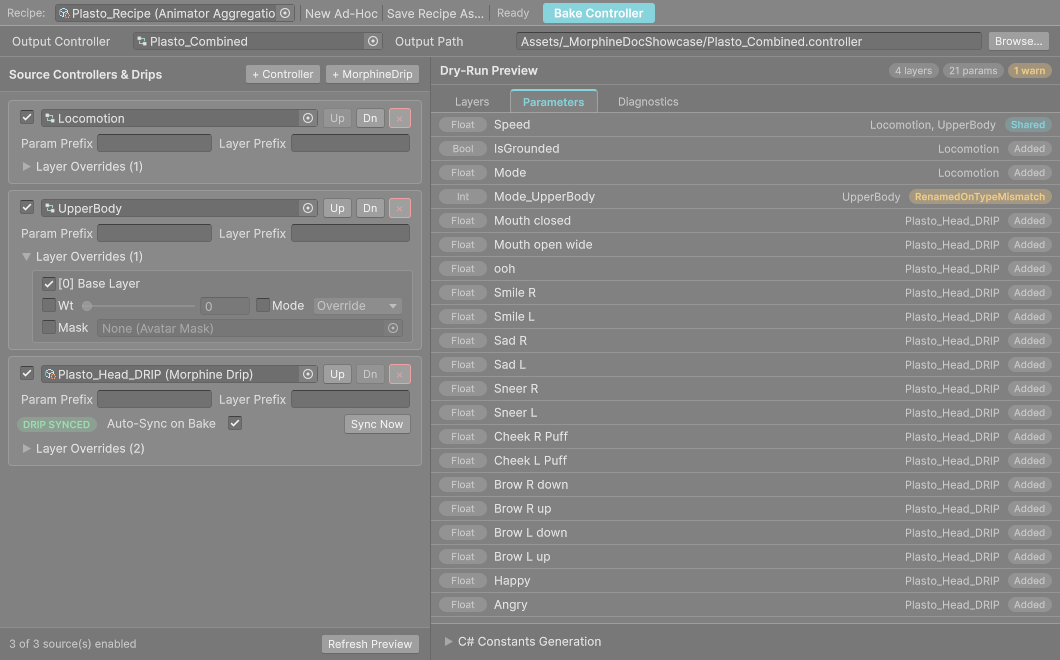 Recipe: Plasto_Recipe (Animator Aggregatio New Ad-Hoc Save Recipe As... Ready Bake Controller
Output Controller Plasto_Combined Output Path Assets/_MorphineDocShowcase/Plasto_Combined.controller Browse...
Source Controllers & Drips + Controller + MorphineDrip
Locomotion Up Dn ×
Param Prefix Layer Prefix
Layer Overrides (1)
UpperBody Up Dn ×
Param Prefix Layer Prefix
Layer Overrides (1)
[0] Base Layer
Wt 0 Mode Override
Mask None (Avatar Mask)
Plasto_Head_DRIP (Morphine Drip) Up Dn ×
Param Prefix Layer Prefix
DRIP SYNCED Auto-Sync on Bake Sync Now
Layer Overrides (2)
3 of 3 source(s) enabled Refresh Preview
Dry-Run Preview 4 layers 21 params 1 warn
Layers Parameters Diagnostics
Float Speed Locomotion, UpperBody Shared
Bool IsGrounded Locomotion Added
Float Mode Locomotion Added
Int Mode_UpperBody UpperBody RenamedOnTypeMismatch
Float Mouth closed Plasto_Head_DRIP Added
Float Mouth open wide Plasto_Head_DRIP Added
Float ooh Plasto_Head_DRIP Added
Float Smile R Plasto_Head_DRIP Added
Float Smile L Plasto_Head_DRIP Added
Float Sad R Plasto_Head_DRIP Added
Float Sad L Plasto_Head_DRIP Added
Float Sneer R Plasto_Head_DRIP Added
Float Sneer L Plasto_Head_DRIP Added
Float Cheek R Puff Plasto_Head_DRIP Added
Float Cheek L Puff Plasto_Head_DRIP Added
Float Brow R down Plasto_Head_DRIP Added
Float Brow R up Plasto_Head_DRIP Added
Float Brow L down Plasto_Head_DRIP Added
Float Brow L up Plasto_Head_DRIP Added
Float Happy Plasto_Head_DRIP Added
Float Angry Plasto_Head_DRIP Added
C# Constants Generation